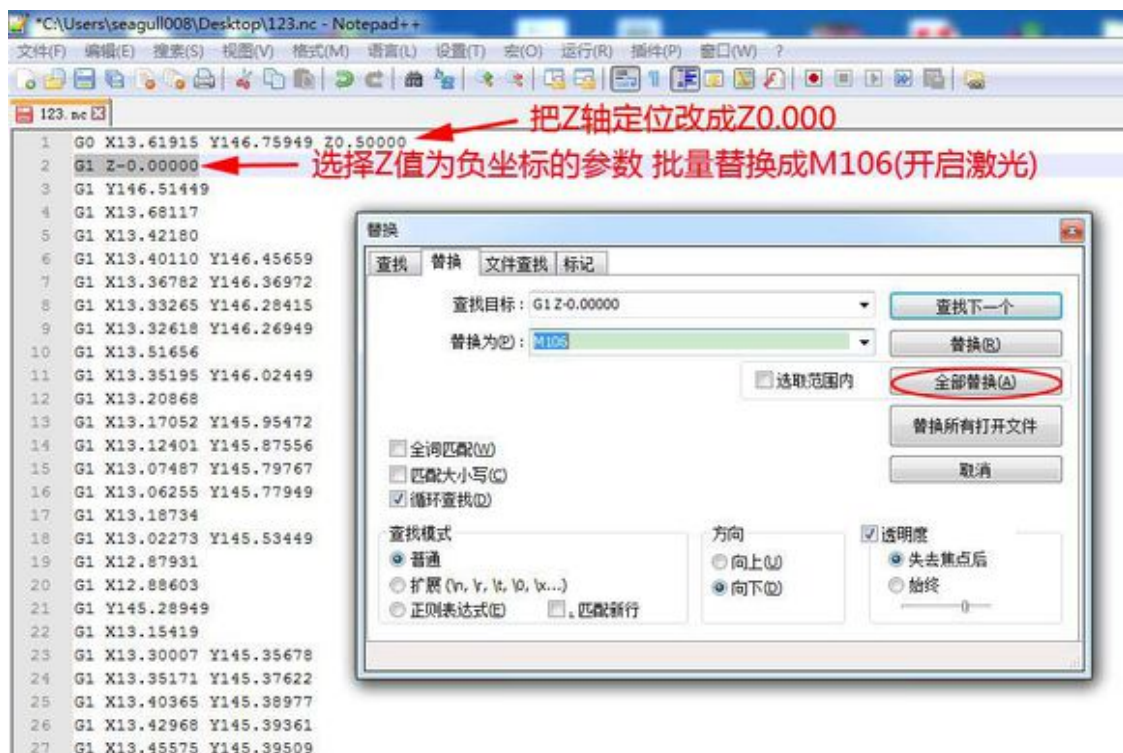 *C:\Users\seagull008\Desktop\123.nc - Notepad++
文件(F) 编辑(E) 搜索(S) 视图(V) 格式(M) 语言(L) 设置(T) 宏(O) 运行(R) 插件(P) 窗口(W) ?
123.nc
把Z轴定位改成Z0.000
1 G0 X13.61915 Y146.75949 Z0.50000
2 G1 Z-0.00000
选择Z值为负坐标的参数 批量替换成M106(开启激光)
3 G1 Y146.51449
4 G1 X13.68117
5 G1 X13.42180
6 G1 X13.40110 Y146.45659
7 G1 X13.36782 Y146.36972
8 G1 X13.33265 Y146.28415
9 G1 X13.32618 Y146.26949
10 G1 X13.51656
11 G1 X13.35195 Y146.02449
12 G1 X13.20868
13 G1 X13.17052 Y145.95472
14 G1 X13.12401 Y145.87556
15 G1 X13.07487 Y145.79767
16 G1 X13.06255 Y145.77949
17 G1 X13.18734
18 G1 X13.02273 Y145.53449
19 G1 X12.87931
20 G1 X12.88603
21 G1 Y145.28949
22 G1 X13.15419
23 G1 X13.30007 Y145.35678
24 G1 X13.35171 Y145.37622
25 G1 X13.40365 Y145.38977
26 G1 X13.42968 Y145.39361
27 G1 X13.45575 Y145.39509
替换
查找 替换 文件查找 标记
查找目标: G1 Z-0.00000
查找下一个
替换为(P): M106
替换(R)
选取范围内
全部替换(A)
替换所有打开文件
取消
全词匹配(W)
匹配大小写(C)
循环查找(D)
查找模式
普通
扩展 (\n, \r, \t, \0, \x...)
正则表达式(E) . 匹配新行
方向
向上(U)
向下(D)
透明度
失去焦点后
始终